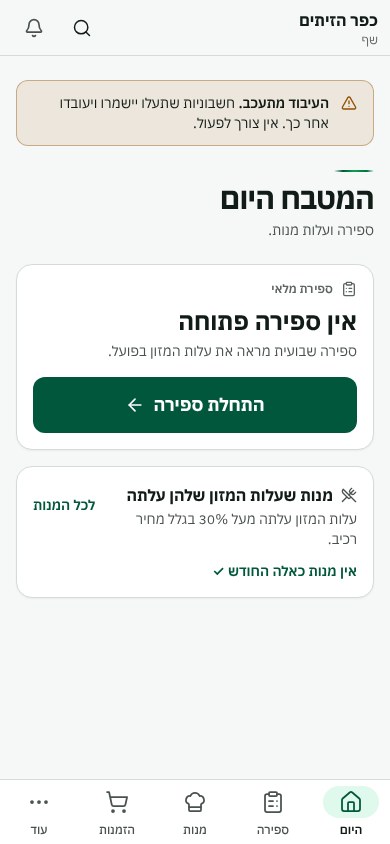 כפר הזיתים
שף
העיבוד מתעכב. חשבוניות שתעלו יישמרו ויעובדו
אחר כך. אין צורך לפעול.
המטבח היום
ספירה ועלות מנות.
ספירת מלאי
אין ספירה פתוחה
ספירה שבועית מראה את עלות המזון בפועל.
התחלת ספירה
מנות שעלות המזון שלהן עלתה
לכל המנות
עלות המזון עלתה מעל 30% בגלל מחיר
רכיב.
אין מנות כאלה החודש ✓
היום
ספירה
מנות
הזמנות
עוד